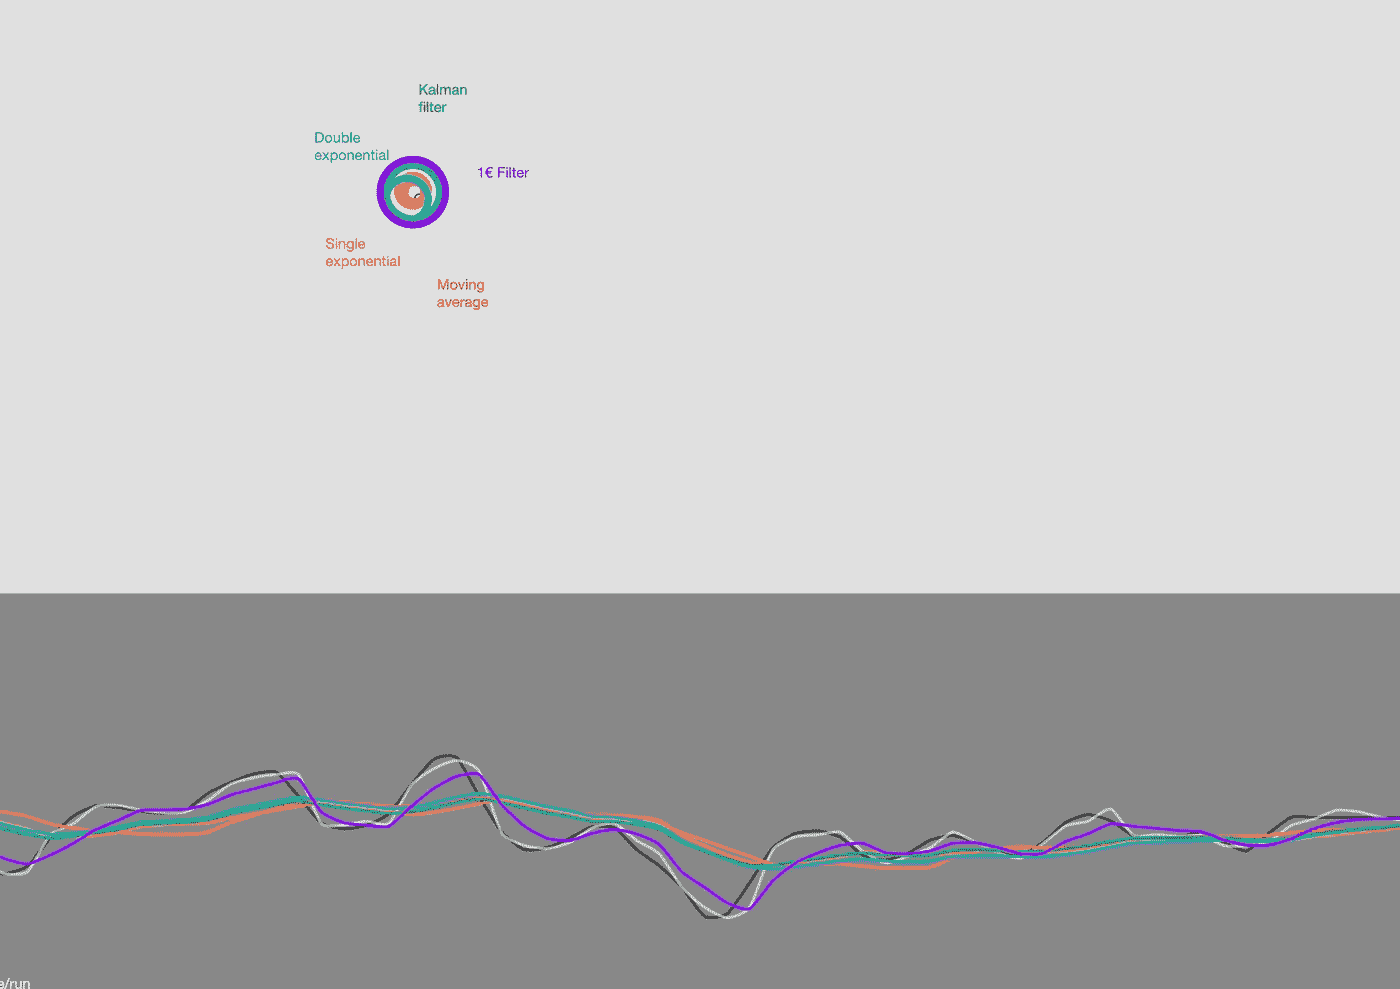 Kalman
filter
Double
exponential
1€ Filter
Single
exponential
Moving
average
/run